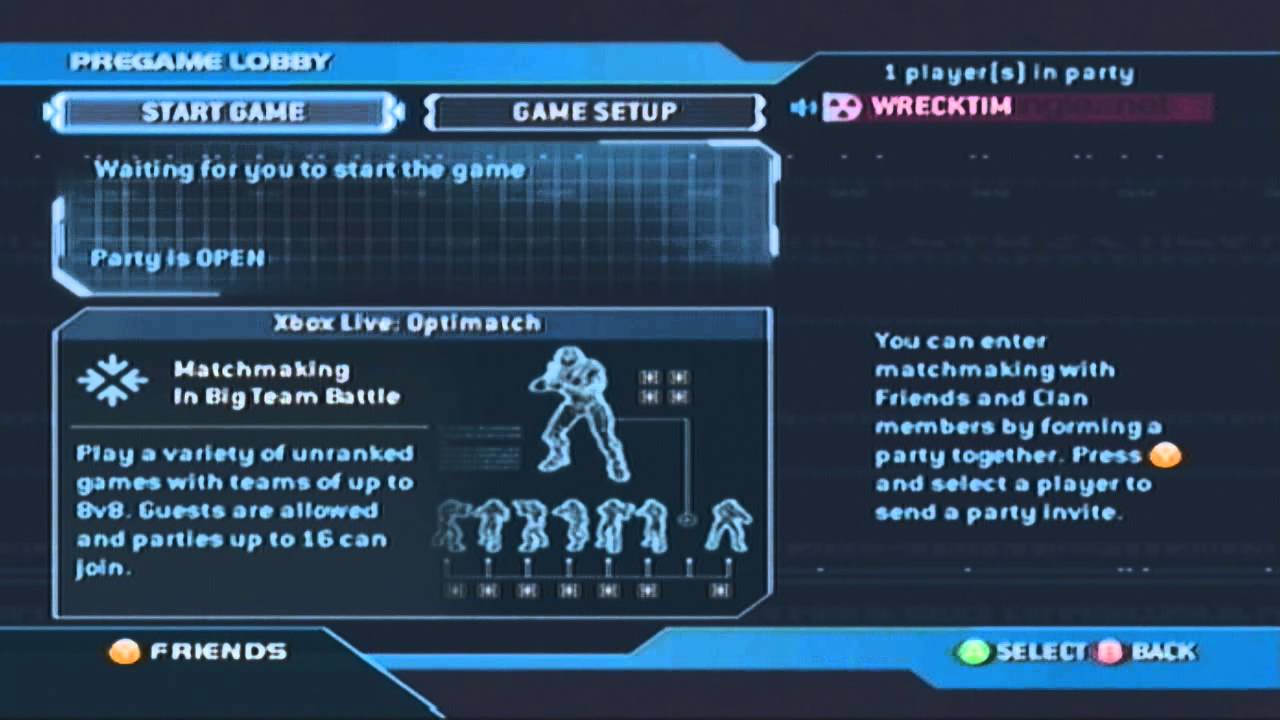 PREGAME LOBBY
1 player(s) in party
START GAME
GAME SETUP
WRECKTIM
Waiting for you to start the game
Party is OPEN
Xbox Live: Optimatch
Matchmaking
In Big Team Battle
Play a variety of unranked
games with teams of up to
8v8. Guests are allowed
and parties up to 16 can
join.
You can enter
matchmaking with
Friends and Clan
members by forming a
party together. Press Y
and select a player to
send a party invite.
Y FRIENDS
A SELECT B BACK